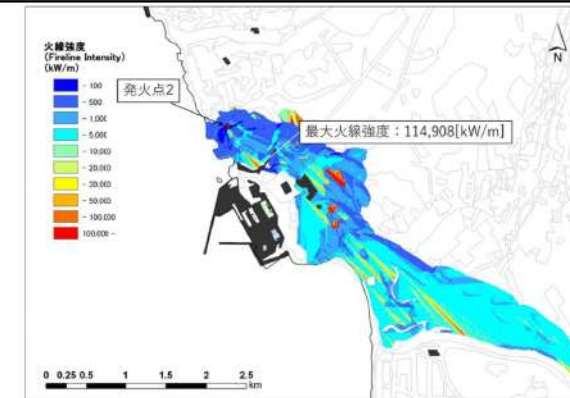 火線強度
(Fireline Intensity)
(kW/m)
- 100
- 500
- 1,000
- 5,000
- 10,000
- 20,000
- 30,000
- 50,000
- 100,000
100,000 -
発火点2
最大火線強度：114,908[kW/m]
N
0 0.25 0.5 1 1.5 2 2.5
km